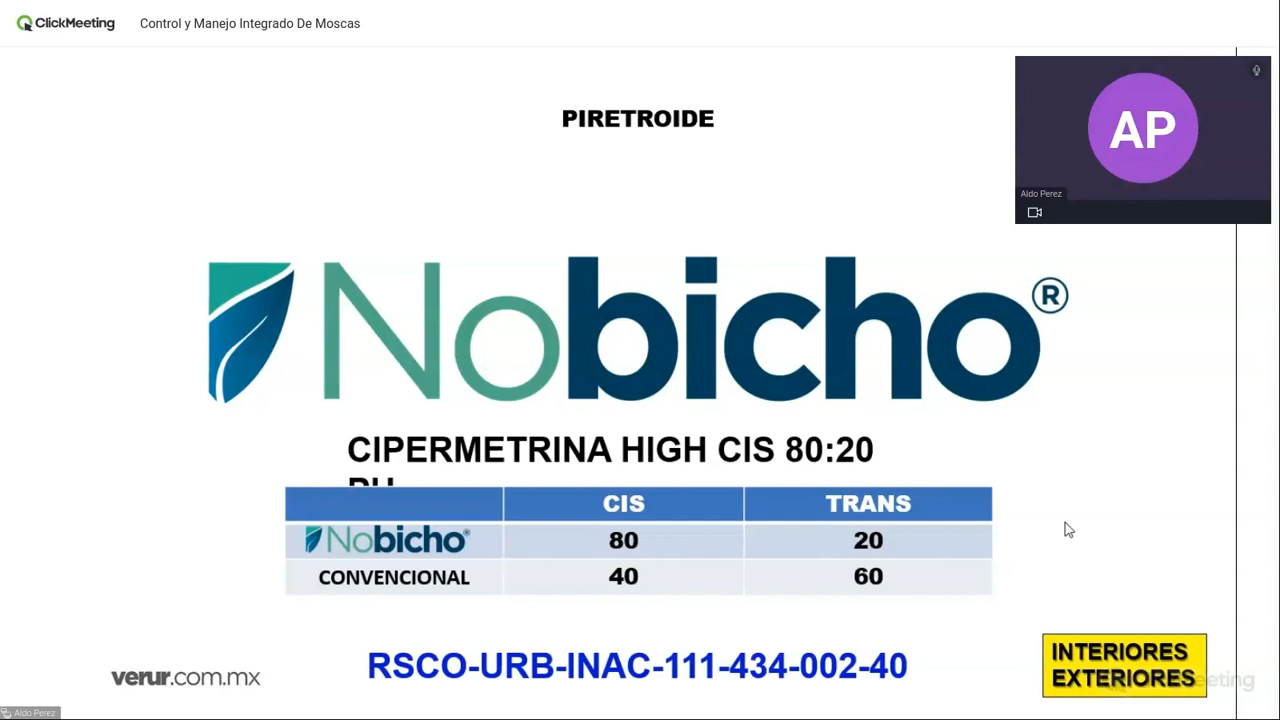 ClickMeeting Control y Manejo Integrado De Moscas
PIRETROIDE
AP
Aldo Perez
Nobicho®
CIPERMETRINA HIGH CIS 80:20
CIS TRANS
Nobicho® 80 20
CONVENCIONAL 40 60
RSCO-URB-INAC-111-434-002-40
verur.com.mx
INTERIORES
EXTERIORES
Aldo Perez